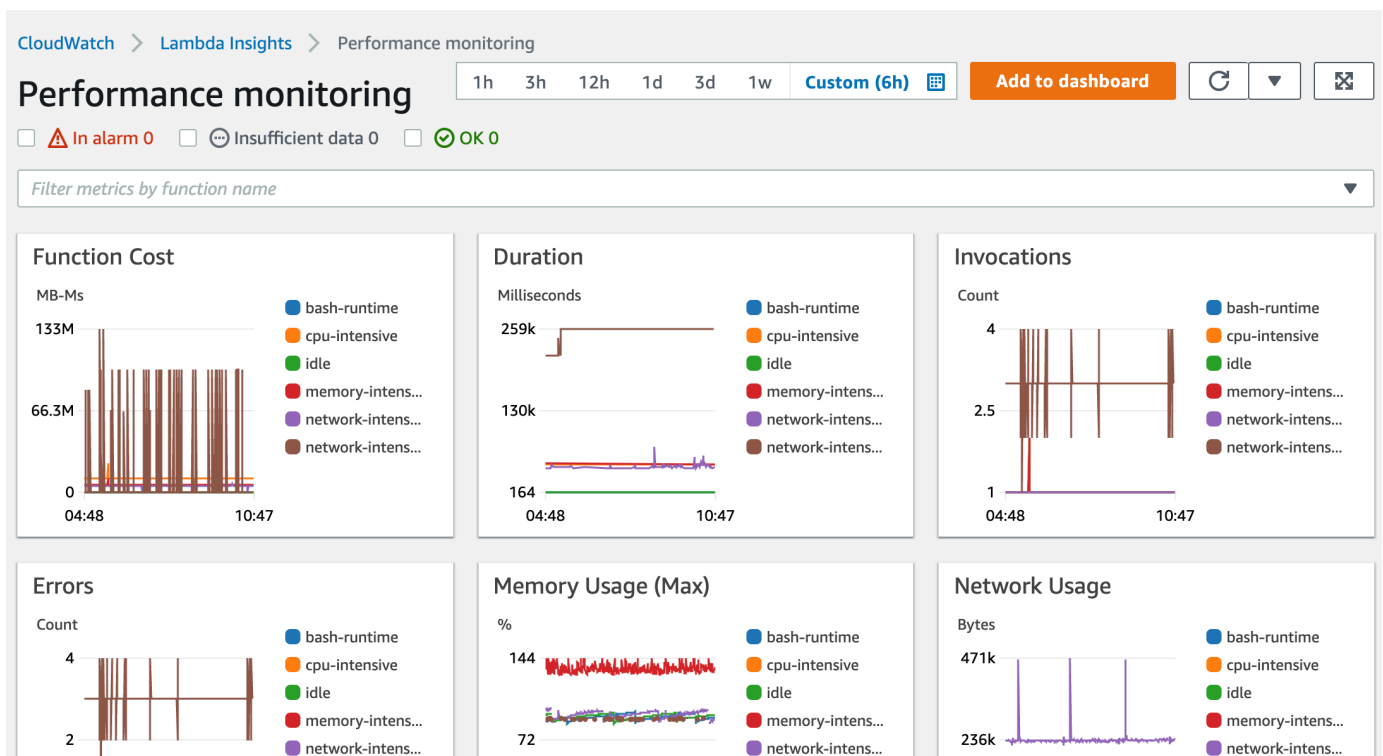 CloudWatch > Lambda Insights > Performance monitoring
Performance monitoring
1h 3h 12h 1d 3d 1w Custom (6h) Add to dashboard
In alarm 0 Insufficient data 0 OK 0
Filter metrics by function name
Function Cost
MB-Ms
133M
66.3M
0
04:48 10:47
bash-runtime
cpu-intensive
idle
memory-intens...
network-intens...
network-intens...
Duration
Milliseconds
259k
130k
164
04:48 10:47
bash-runtime
cpu-intensive
idle
memory-intens...
network-intens...
network-intens...
Invocations
Count
4
2.5
1
04:48 10:47
bash-runtime
cpu-intensive
idle
memory-intens...
network-intens...
network-intens...
Errors
Count
4
2
bash-runtime
cpu-intensive
idle
memory-intens...
network-intens...
Memory Usage (Max)
%
144
72
bash-runtime
cpu-intensive
idle
memory-intens...
network-intens...
Network Usage
Bytes
471k
236k
bash-runtime
cpu-intensive
idle
memory-intens...
network-intens...